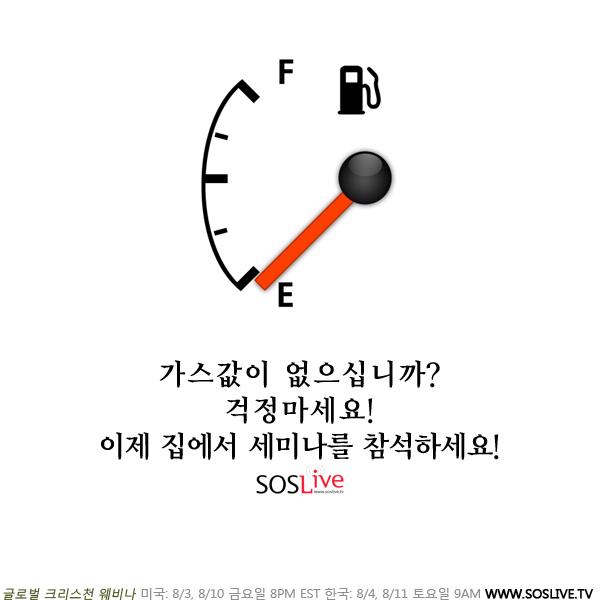 F
E
가스값이 없으십니까?
걱정마세요!
이제 집에서 세미나를 참석하세요!
SOSLive
www.soslive.tv
글로벌 크리스천 웨비나 미국: 8/3, 8/10 금요일 8PM EST 한국: 8/4, 8/11 토요일 9AM WWW.SOSLIVE.TV